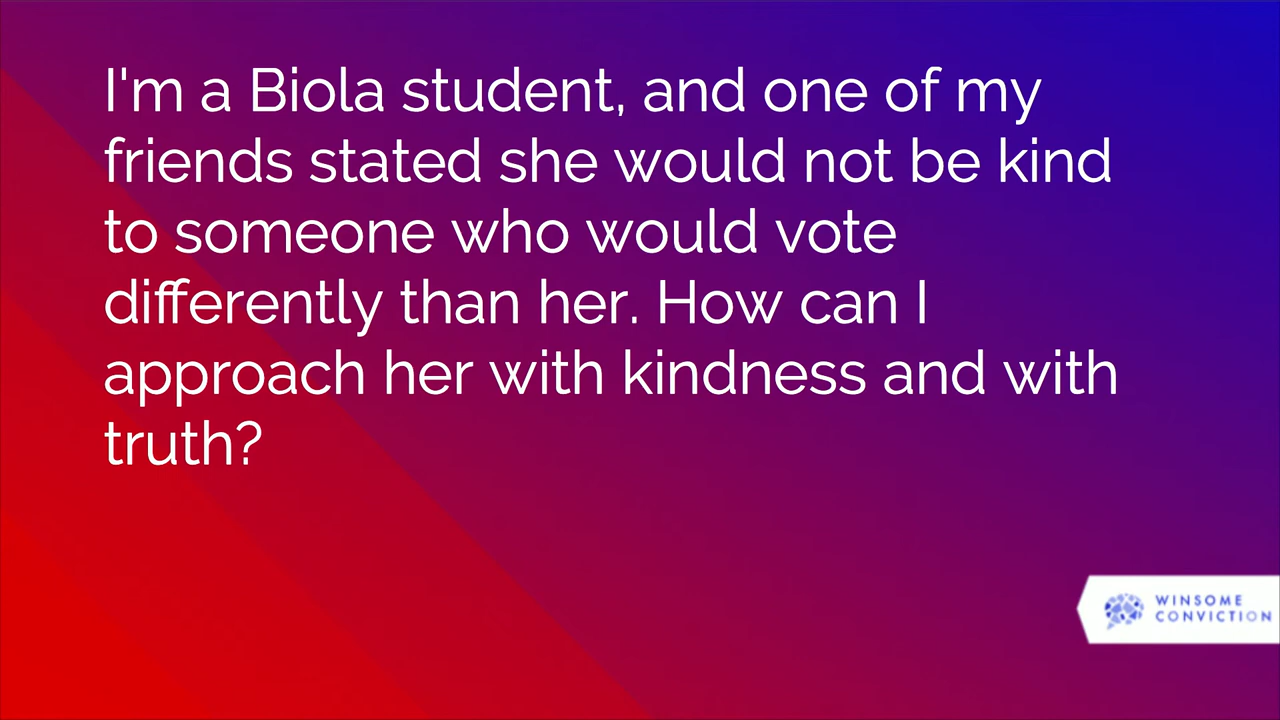 I'm a Biola student, and one of my
friends stated she would not be kind
to someone who would vote
differently than her. How can I
approach her with kindness and with
truth?
WINSOME
CONVICTION